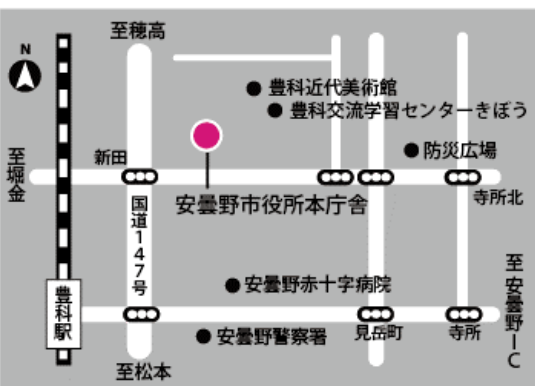 至穂高
N
豊科近代美術館
豊科交流学習センターきぼう
防災広場
新田
至堀金
安曇野市役所本庁舎
寺所北
国道147号
安曇野赤十字病院
至安曇野IC
豊科駅
安曇野警察署
見岳町
寺所
至松本